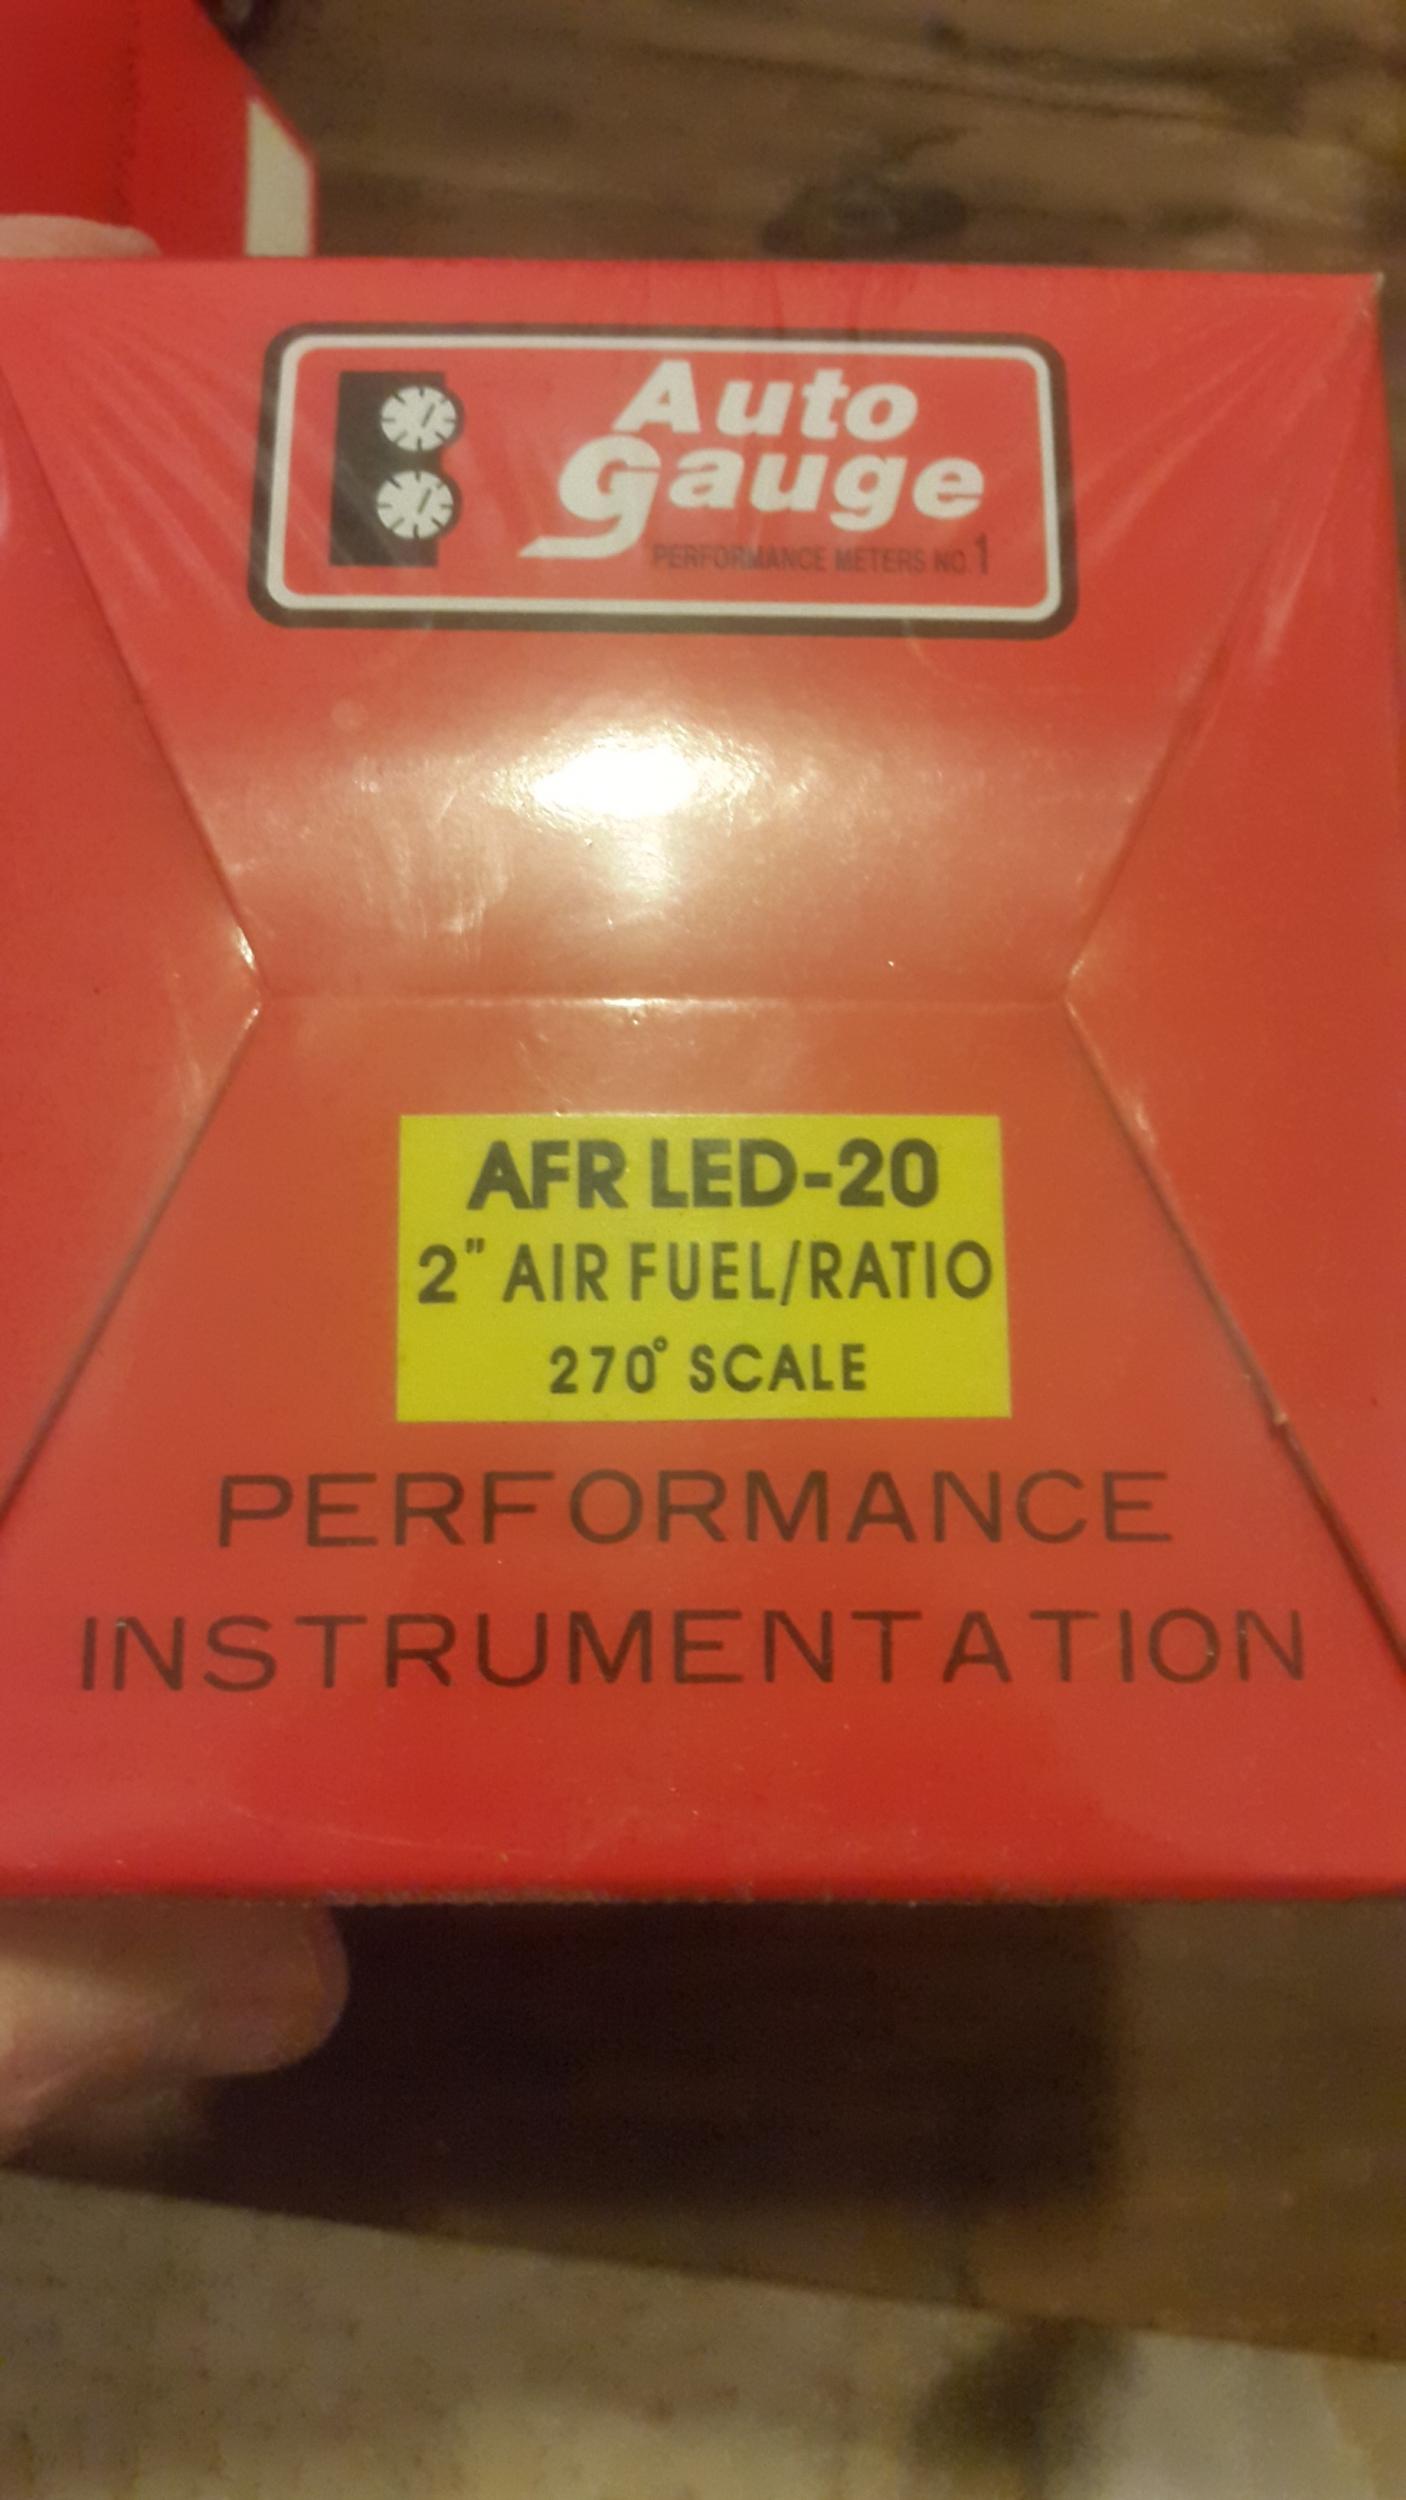 Auto
Gauge
PERFORMANCE METERS NO.1
AFR LED-20
2" AIR FUEL/RATIO
270° SCALE
PERFORMANCE
INSTRUMENTATION